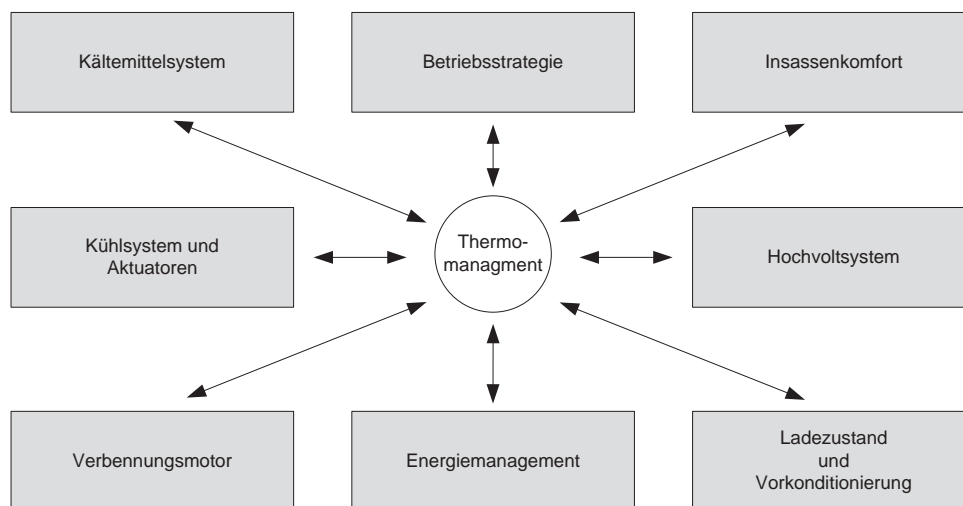 Kältemittelsystem
Betriebsstrategie
Insassenkomfort
Kühlsystem und
Aktuatoren
Thermo-
managment
Hochvoltsystem
Verbennungsmotor
Energiemanagement
Ladezustand
und
Vorkonditionierung